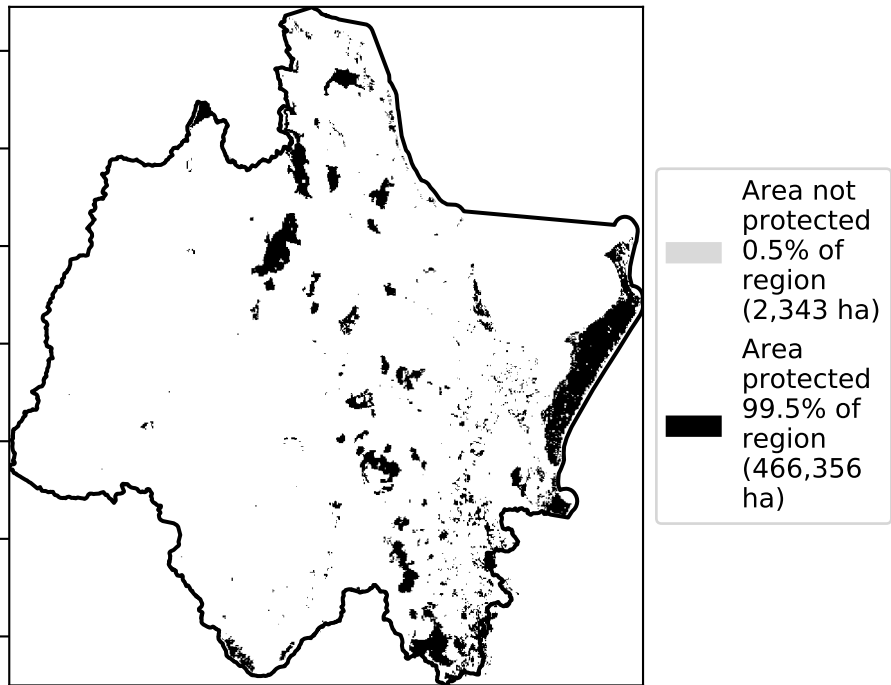 Area not
protected
0.5% of
region
(2,343 ha)
Area
protected
99.5% of
region
(466,356
ha)